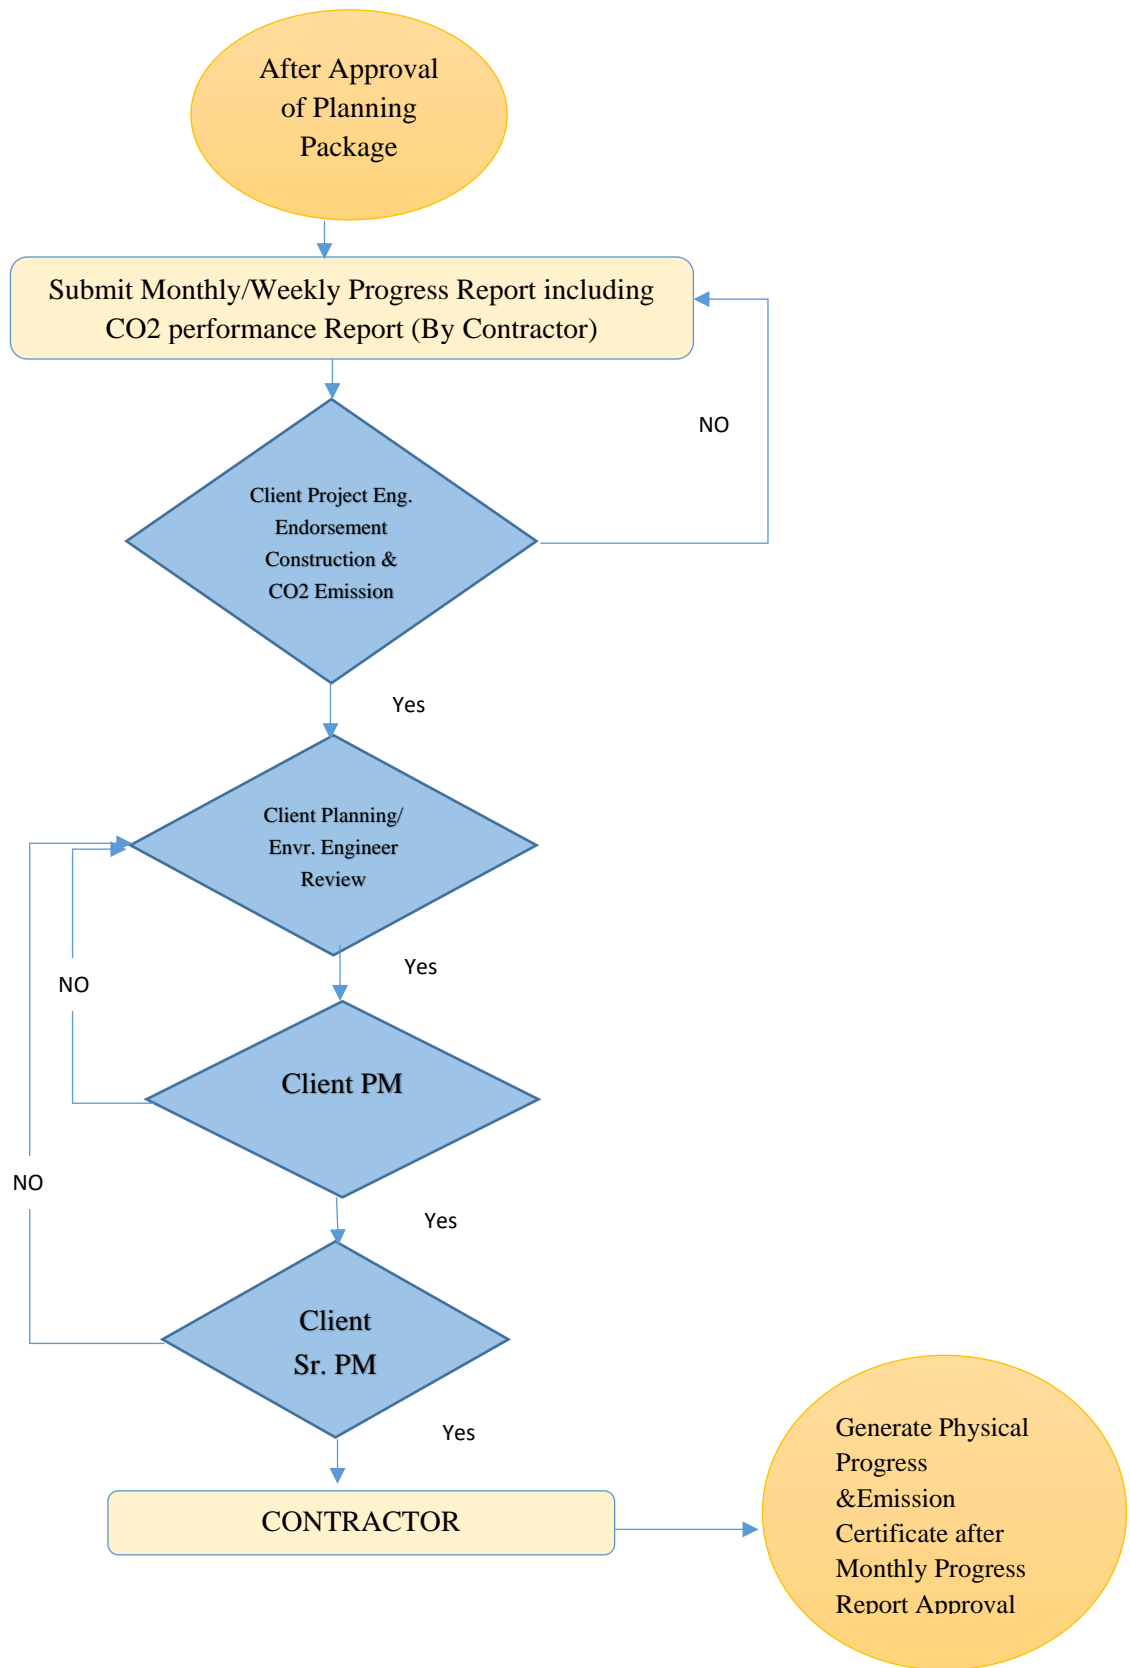 After Approval
of Planning
Package
Submit Monthly/Weekly Progress Report including
CO2 performance Report (By Contractor)
NO
Client Project Eng.
Endorsement
Construction &
CO2 Emission
Yes
Client Planning/
Envr. Engineer
Review
Yes
NO
Client PM
NO
Yes
Client
Sr. PM
Yes
Generate Physical
Progress
&Emission
Certificate after
Monthly Progress
Report Approval
CONTRACTOR